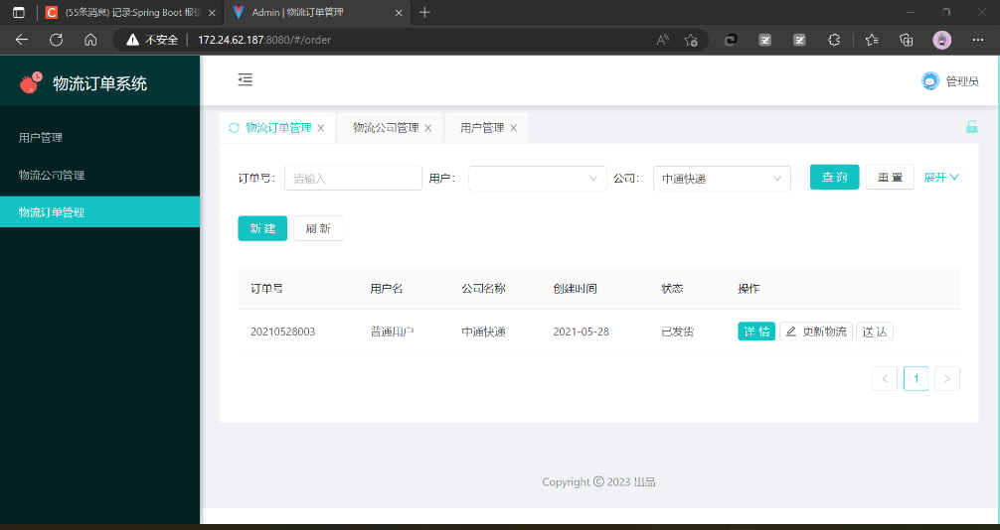 (55条消息) 记录:Spring Boot 报错
Admin | 物流订单管理
不安全 | 172.24.62.187:8080/#/order
物流订单系统
管理员
用户管理
物流公司管理
物流订单管理
物流订单管理 物流公司管理 用户管理
订单号: 请输入 用户: 公司: 中通快递 查 询 重 置 展开
新 建 刷 新
订单号 用户名 公司名称 创建时间 状态 操作
20210528003 普通用户 中通快递 2021-05-28 已发货 详 情 更新物流 送 达
1
Copyright © 2023 出品